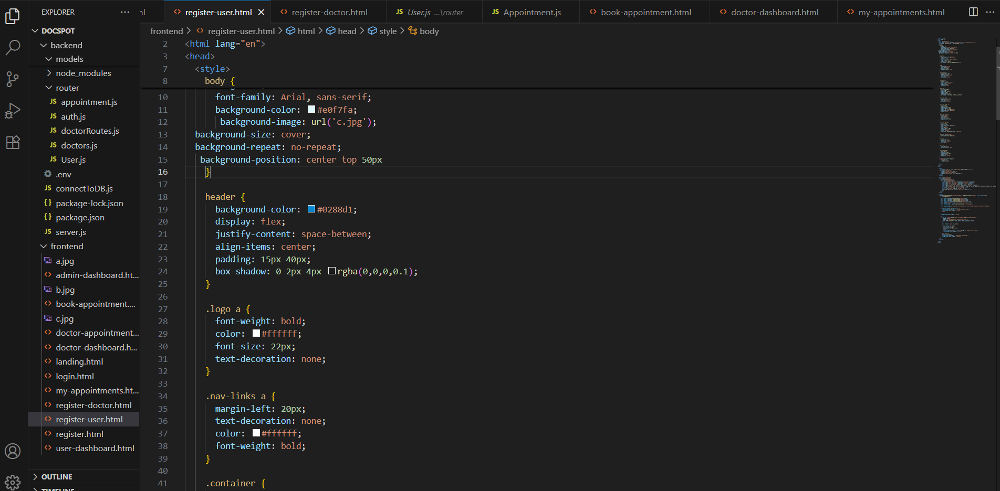 EXPLORER
DOCSPOT
backend
models
node_modules
router
JS appointment.js
JS auth.js
JS doctorRoutes.js
JS doctors.js
JS User.js
.env
JS connectToDB.js
{} package-lock.json
{} package.json
JS server.js
frontend
a.jpg
<> admin-dashboard.ht...
b.jpg
<> book-appointment....
c.jpg
<> doctor-appointment...
<> doctor-dashboard.h...
<> landing.html
<> login.html
<> my-appointments.ht...
<> register-doctor.html
<> register-user.html
<> register.html
<> user-dashboard.html
OUTLINE
TIMELINE
<> register-user.html <> register-doctor.html JS User.js ...\router JS Appointment.js <> book-appointment.html <> doctor-dashboard.html <> my-appointments.html
frontend > <> register-user.html > html > head > style > body
2 <html lang="en">
3 <head>
7 <style>
8 body {
10 font-family: Arial, sans-serif;
11 background-color: #e0f7fa;
12 background-image: url('c.jpg');
13 background-size: cover;
14 background-repeat: no-repeat;
15 background-position: center top 50px
16 }
17
18 header {
19 background-color: #0288d1;
20 display: flex;
21 justify-content: space-between;
22 align-items: center;
23 padding: 15px 40px;
24 box-shadow: 0 2px 4px rgba(0,0,0,0.1);
25 }
26
27 .logo a {
28 font-weight: bold;
29 color: #ffffff;
30 font-size: 22px;
31 text-decoration: none;
32 }
33
34 .nav-links a {
35 margin-left: 20px;
36 text-decoration: none;
37 color: #ffffff;
38 font-weight: bold;
39 }
40
41 .container {